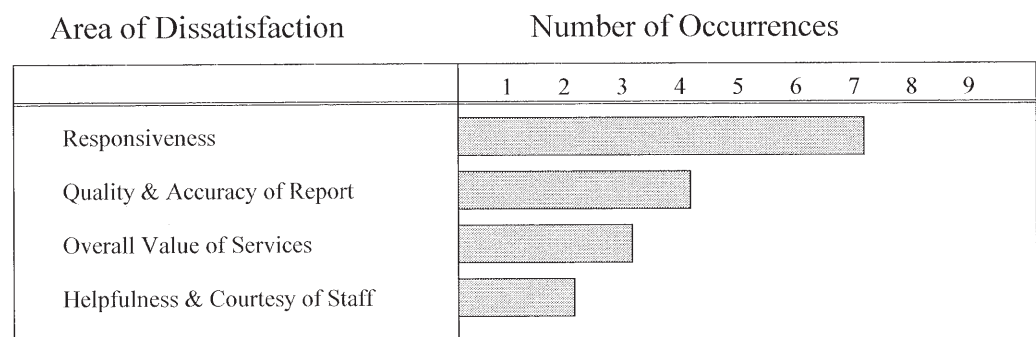 Area of Dissatisfaction
Number of Occurrences
1 2 3 4 5 6 7 8 9
Responsiveness
Quality & Accuracy of Report
Overall Value of Services
Helpfulness & Courtesy of Staff